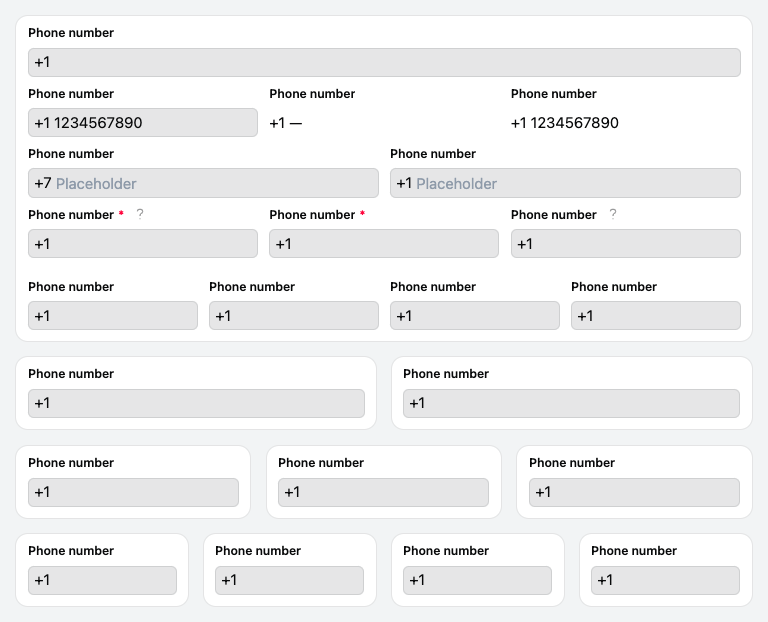 Phone number
+1
Phone number Phone number Phone number
+1 1234567890 +1 — +1 1234567890
Phone number Phone number
+7 Placeholder +1 Placeholder
Phone number * ? Phone number * Phone number ?
+1 +1 +1
Phone number Phone number Phone number Phone number
+1 +1 +1 +1
Phone number Phone number
+1 +1
Phone number Phone number Phone number
+1 +1 +1
Phone number Phone number Phone number Phone number
+1 +1 +1 +1